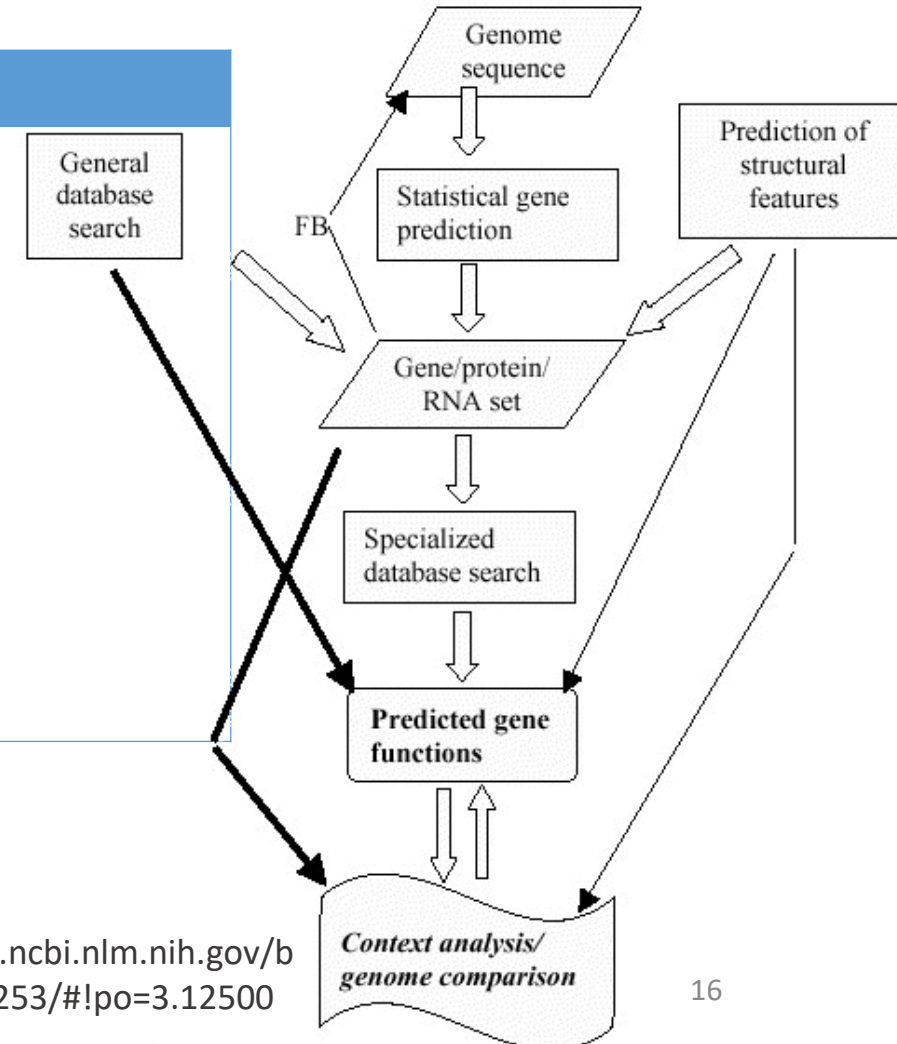 Genome
sequence
General
database
search
Prediction of
structural
features
Statistical gene
prediction
FB
Gene/protein/
RNA set
Specialized
database search
Predicted gene
functions
Context analysis/
genome comparison
.ncbi.nlm.nih.gov/b
253/#!po=3.12500
16